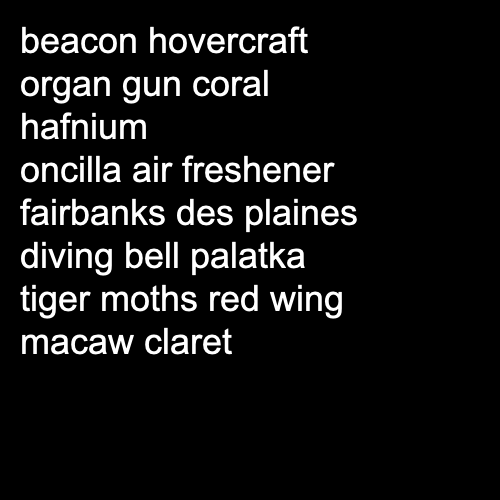 beacon hovercraft
organ gun coral
hafnium
oncilla air freshener
fairbanks des plaines
diving bell palatka
tiger moths red wing
macaw claret